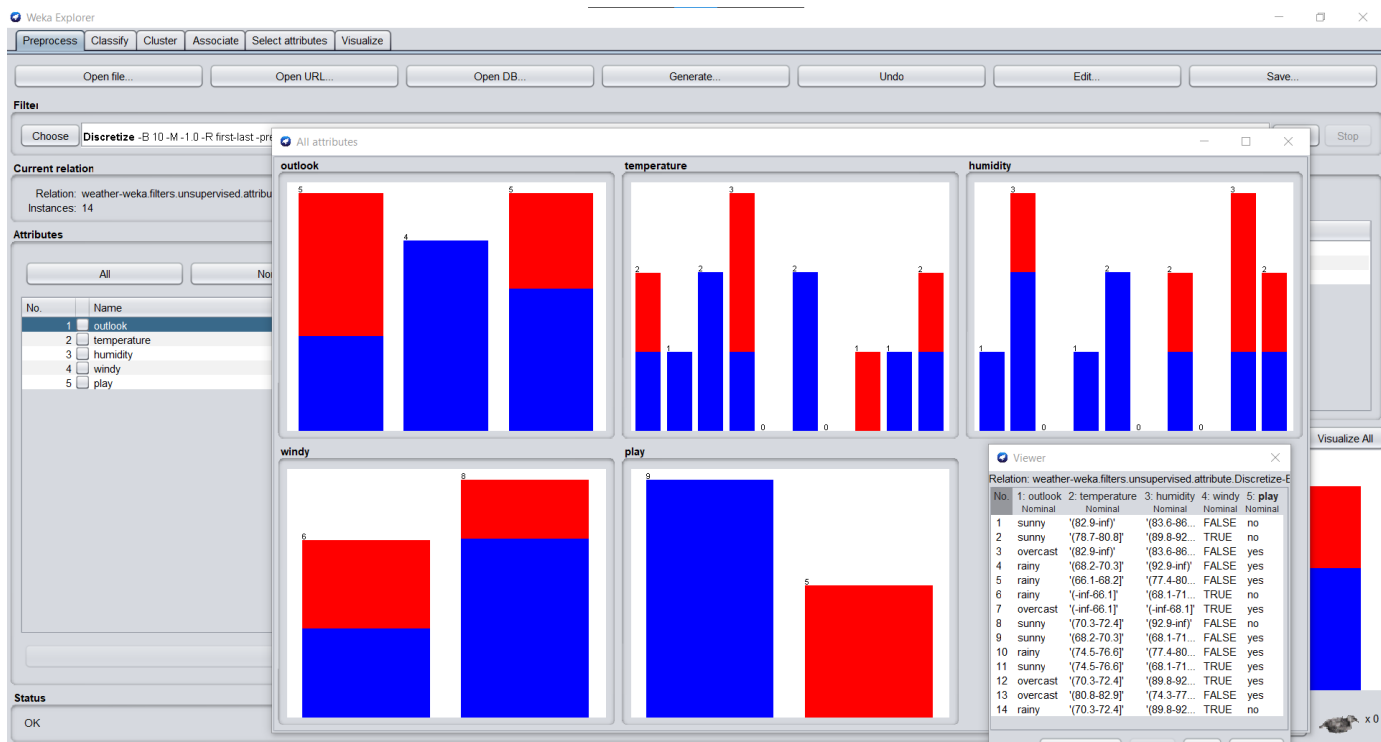 Weka Explorer
Preprocess Classify Cluster Associate Select attributes Visualize
Open file... Open URL... Open DB... Generate... Undo Edit... Save...
Filter
Choose Discretize -B 10 -M -1.0 -R first-last -pre Stop
All attributes
Current relation
Relation: weather-weka.filters.unsupervised.attribu
Instances: 14
Attributes
All No
No. Name
1 outlook
2 temperature
3 humidity
4 windy
5 play
Status
OK
outlook
5 4 5
temperature
2 1 2 3 0 2 0 1 1 2
humidity
1 3 0 1 2 0 2 0 3 2
windy
6 8
play
9 5
Visualize All
Viewer
Relation: weather-weka.filters.unsupervised.attribute.Discretize-E
No. 1: outlook 2: temperature 3: humidity 4: windy 5: play
Nominal Nominal Nominal Nominal Nominal
1 sunny '(82.9-inf)' '(83.6-86... FALSE no
2 sunny '(78.7-80.8]' '(89.8-92... TRUE no
3 overcast '(82.9-inf)' '(83.6-86... FALSE yes
4 rainy '(68.2-70.3]' '(92.9-inf)' FALSE yes
5 rainy '(66.1-68.2]' '(77.4-80... FALSE yes
6 rainy '(-inf-66.1]' '(68.1-71... TRUE no
7 overcast '(-inf-66.1]' '(-inf-68.1]' TRUE yes
8 sunny '(70.3-72.4]' '(92.9-inf)' FALSE no
9 sunny '(68.2-70.3]' '(68.1-71... FALSE yes
10 rainy '(74.5-76.6]' '(77.4-80... FALSE yes
11 sunny '(74.5-76.6]' '(68.1-71... TRUE yes
12 overcast '(70.3-72.4]' '(89.8-92... TRUE yes
13 overcast '(80.8-82.9]' '(74.3-77... FALSE yes
14 rainy '(70.3-72.4]' '(89.8-92... TRUE no
x 0